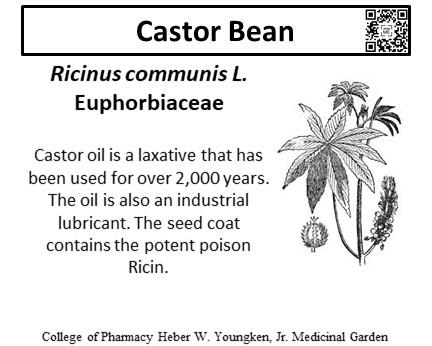 Castor Bean
Ricinus communis L.
Euphorbiaceae
Castor oil is a laxative that has
been used for over 2,000 years.
The oil is also an industrial
lubricant. The seed coat
contains the potent poison
Ricin.
College of Pharmacy Heber W. Youngken, Jr. Medicinal Garden